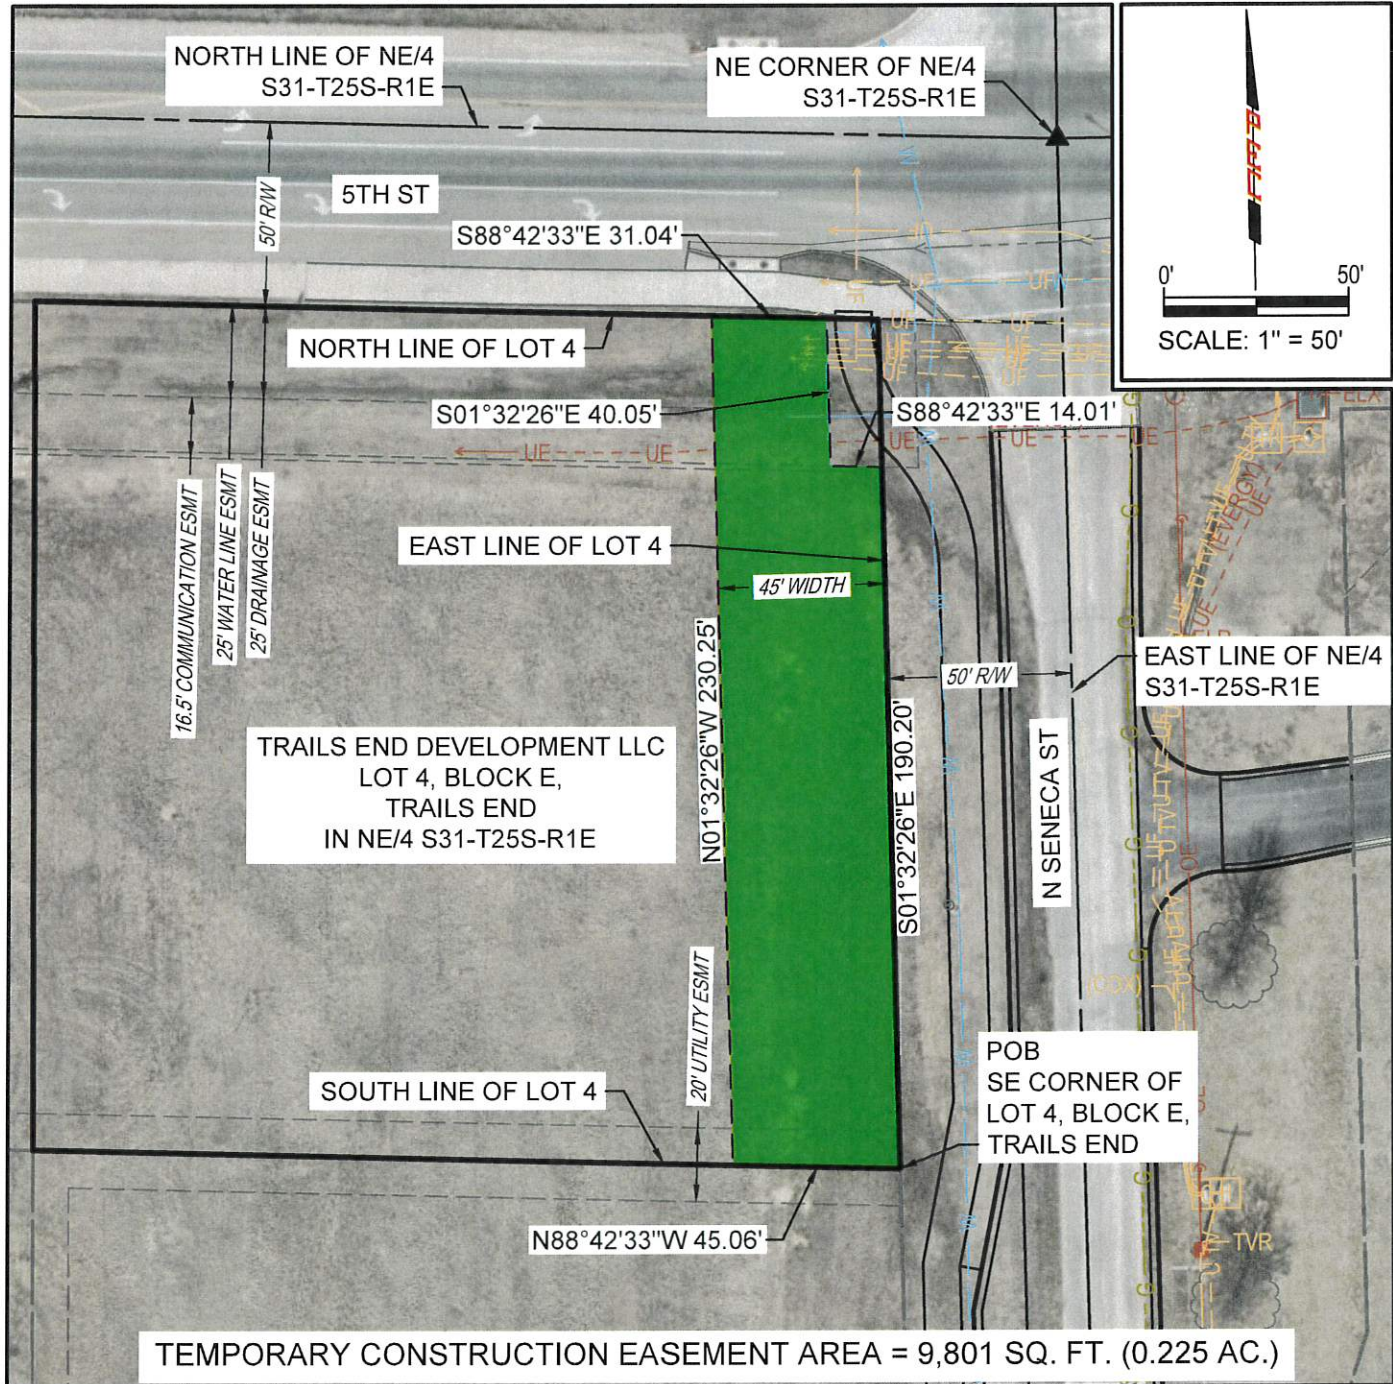 NORTH LINE OF NE/4
S31-T25S-R1E
NE CORNER OF NE/4
S31-T25S-R1E
0'
50'
SCALE: 1" = 50'
50' R/W
5TH ST
S88°42'33"E 31.04'
NORTH LINE OF LOT 4
S01°32'26"E 40.05'
S88°42'33"E 14.01'
16.5' COMMUNICATION ESMT
25' WATER LINE ESMT
25' DRAINAGE ESMT
EAST LINE OF LOT 4
45' WIDTH
N01°32'26"W 230.25'
S01°32'26"E 190.20'
50' R/W
EAST LINE OF NE/4
S31-T25S-R1E
N SENECA ST
TRAILS END DEVELOPMENT LLC
LOT 4, BLOCK E,
TRAILS END
IN NE/4 S31-T25S-R1E
20' UTILITY ESMT
SOUTH LINE OF LOT 4
POB
SE CORNER OF
LOT 4, BLOCK E,
TRAILS END
N88°42'33"W 45.06'
UE
UE
UE
UE
UE
(COX)
TVR
TEMPORARY CONSTRUCTION EASEMENT AREA = 9,801 SQ. FT. (0.225 AC.)